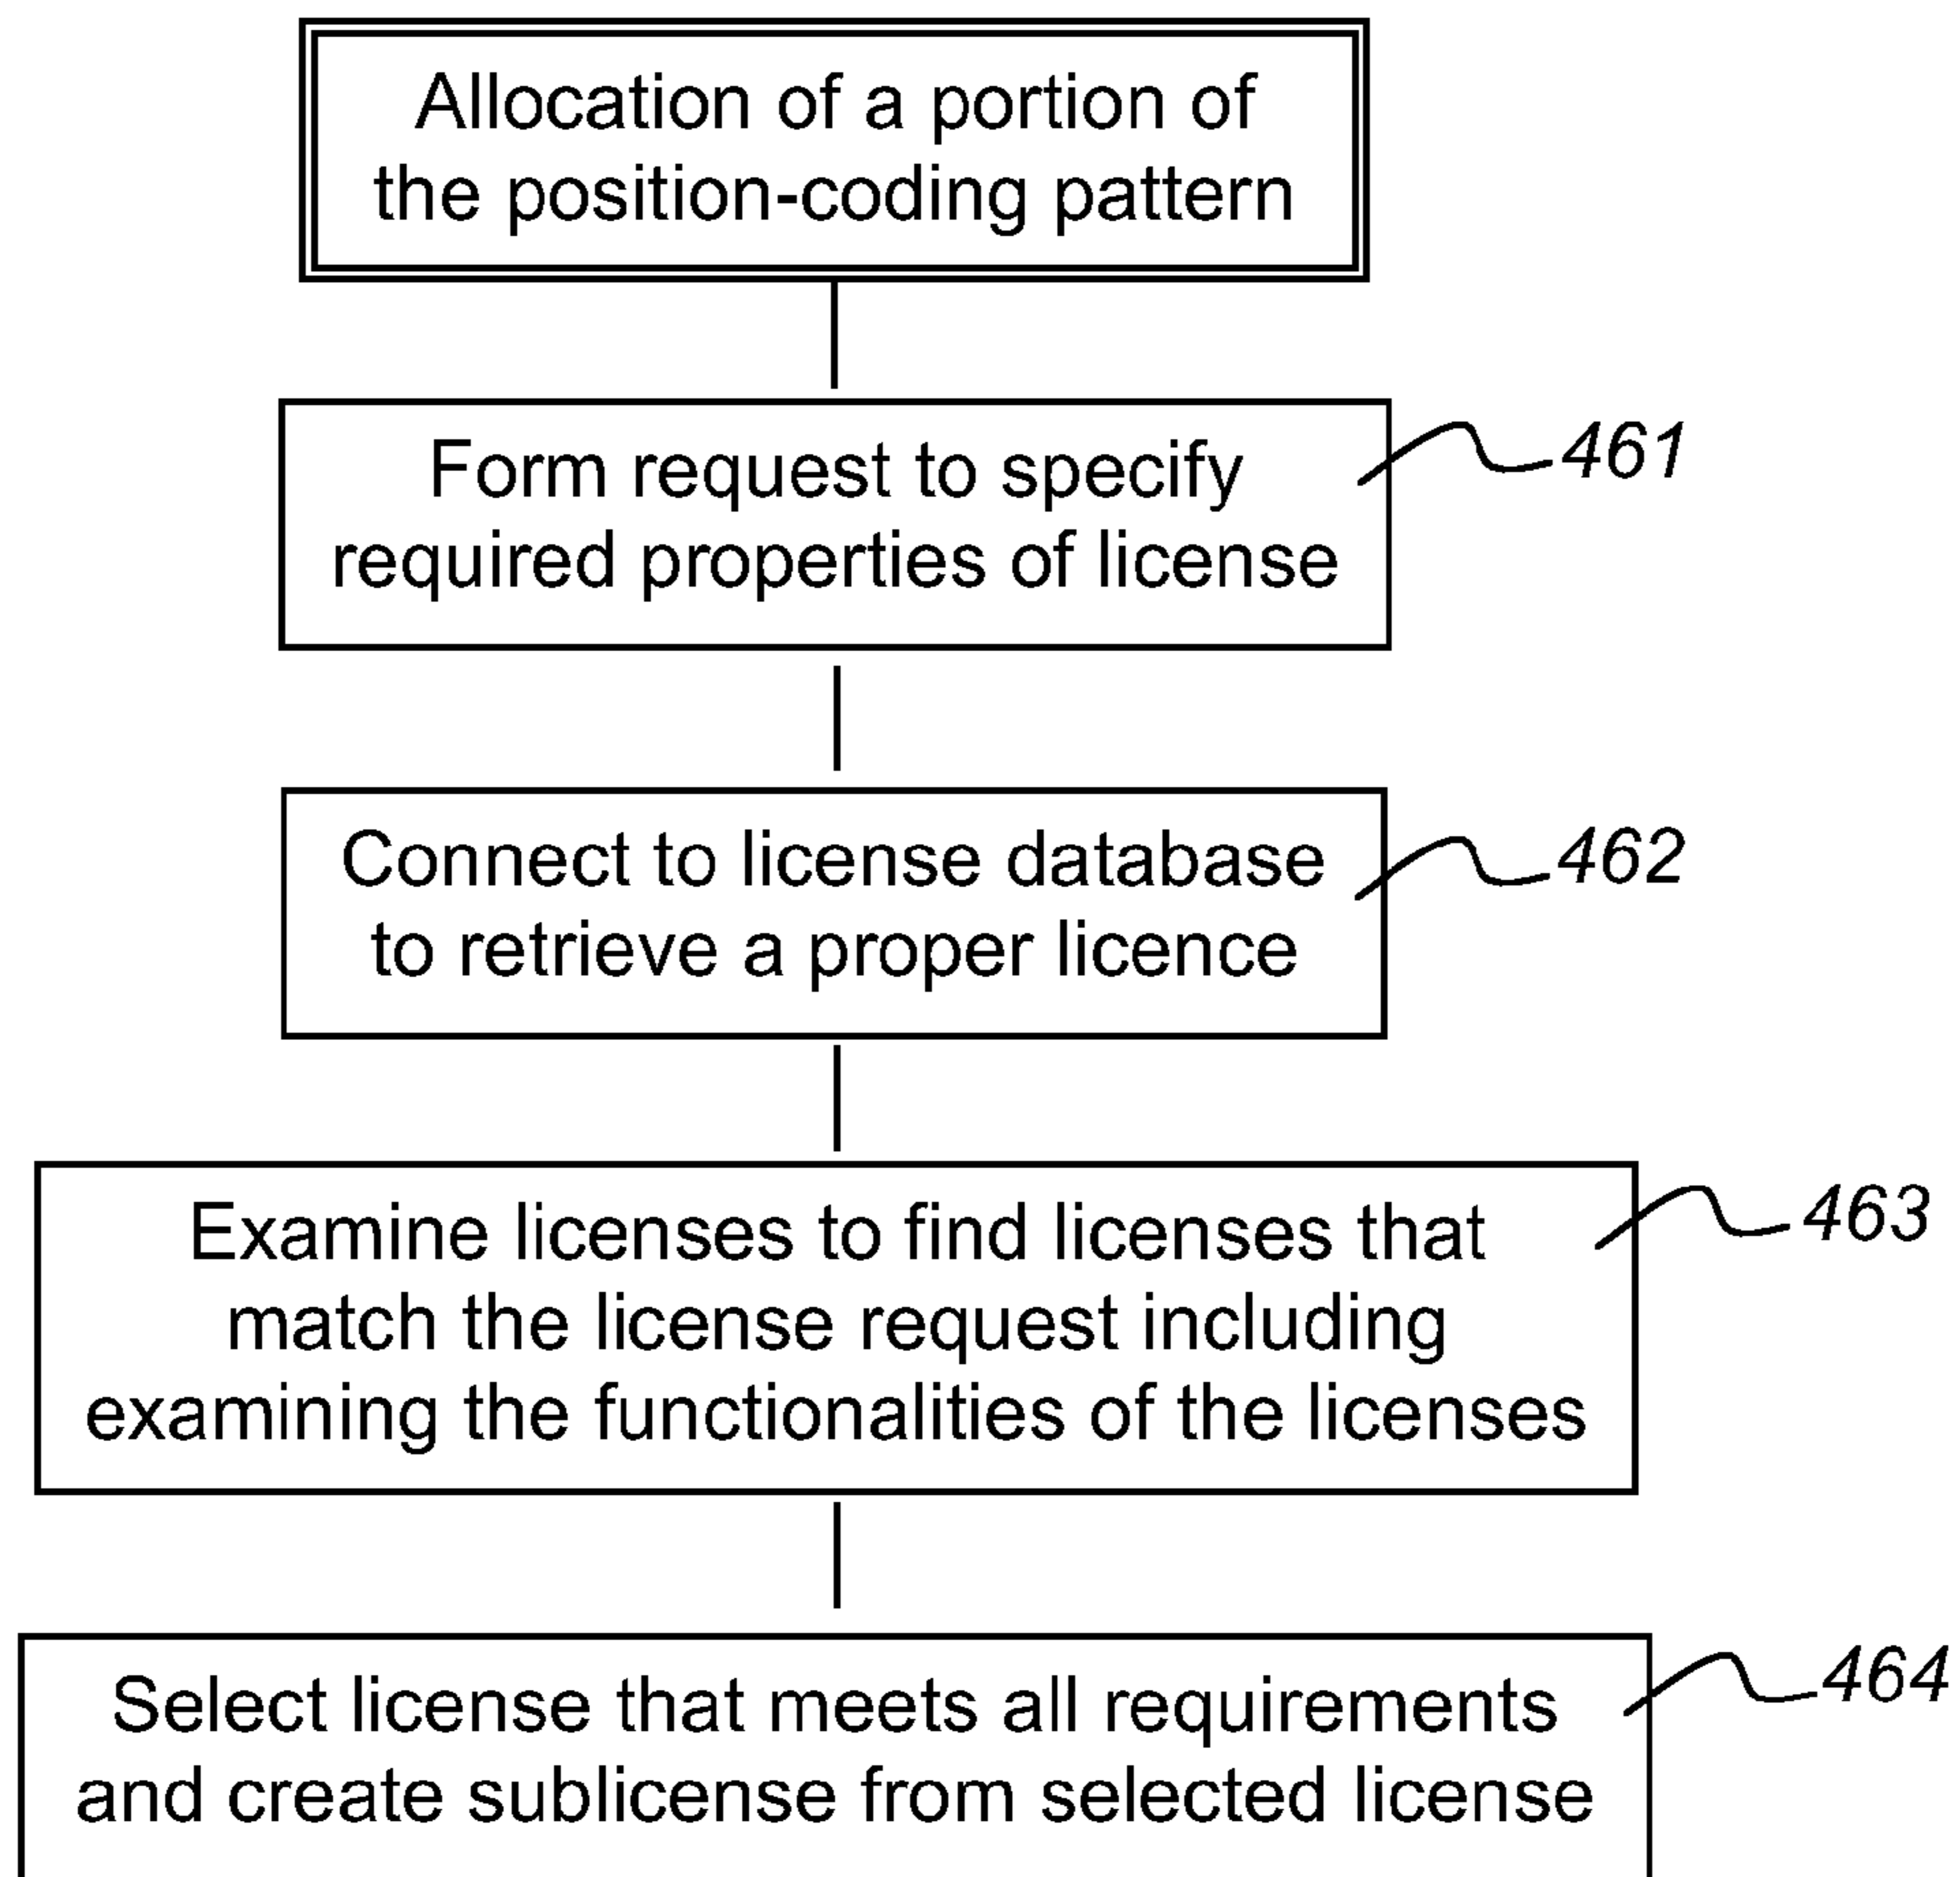 Allocation of a portion of
the position-coding pattern
Form request to specify
required properties of license
461
Connect to license database
to retrieve a proper licence
462
Examine licenses to find licenses that
match the license request including
examining the functionalities of the licenses
463
Select license that meets all requirements
and create sublicense from selected license
464